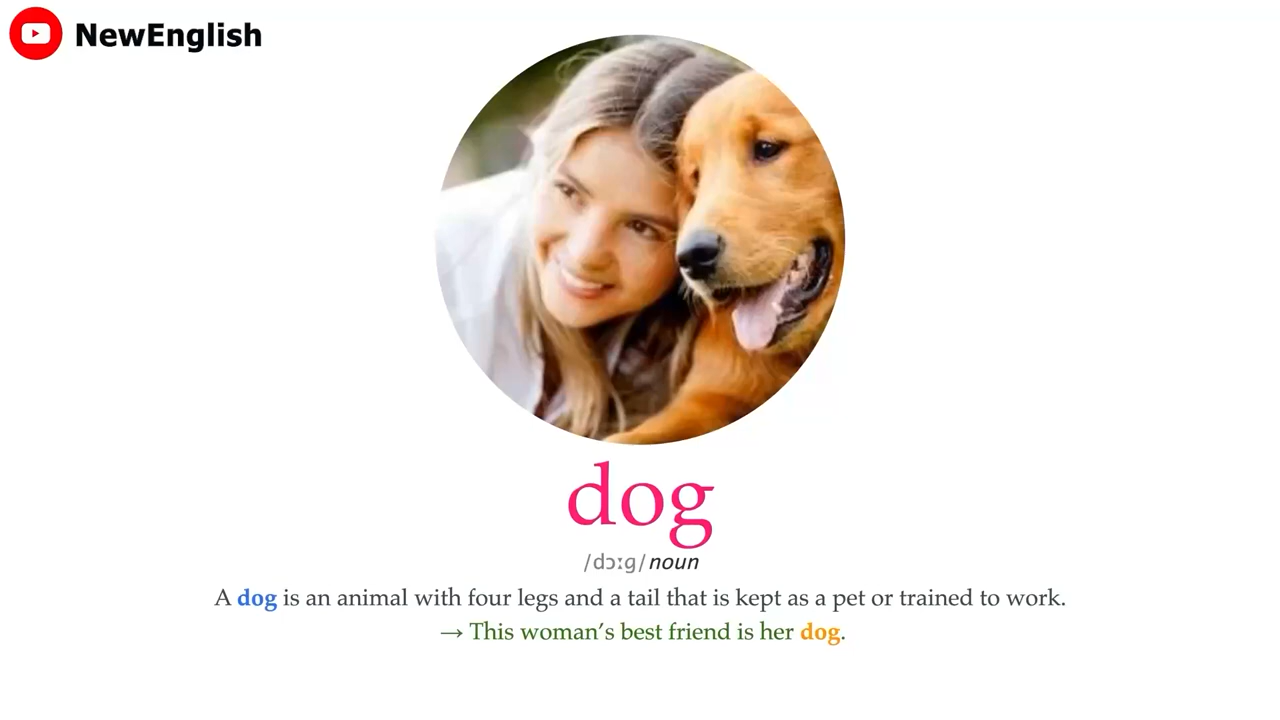 NewEnglish
dog
/dɔːg/noun
A dog is an animal with four legs and a tail that is kept as a pet or trained to work.
→ This woman’s best friend is her dog.